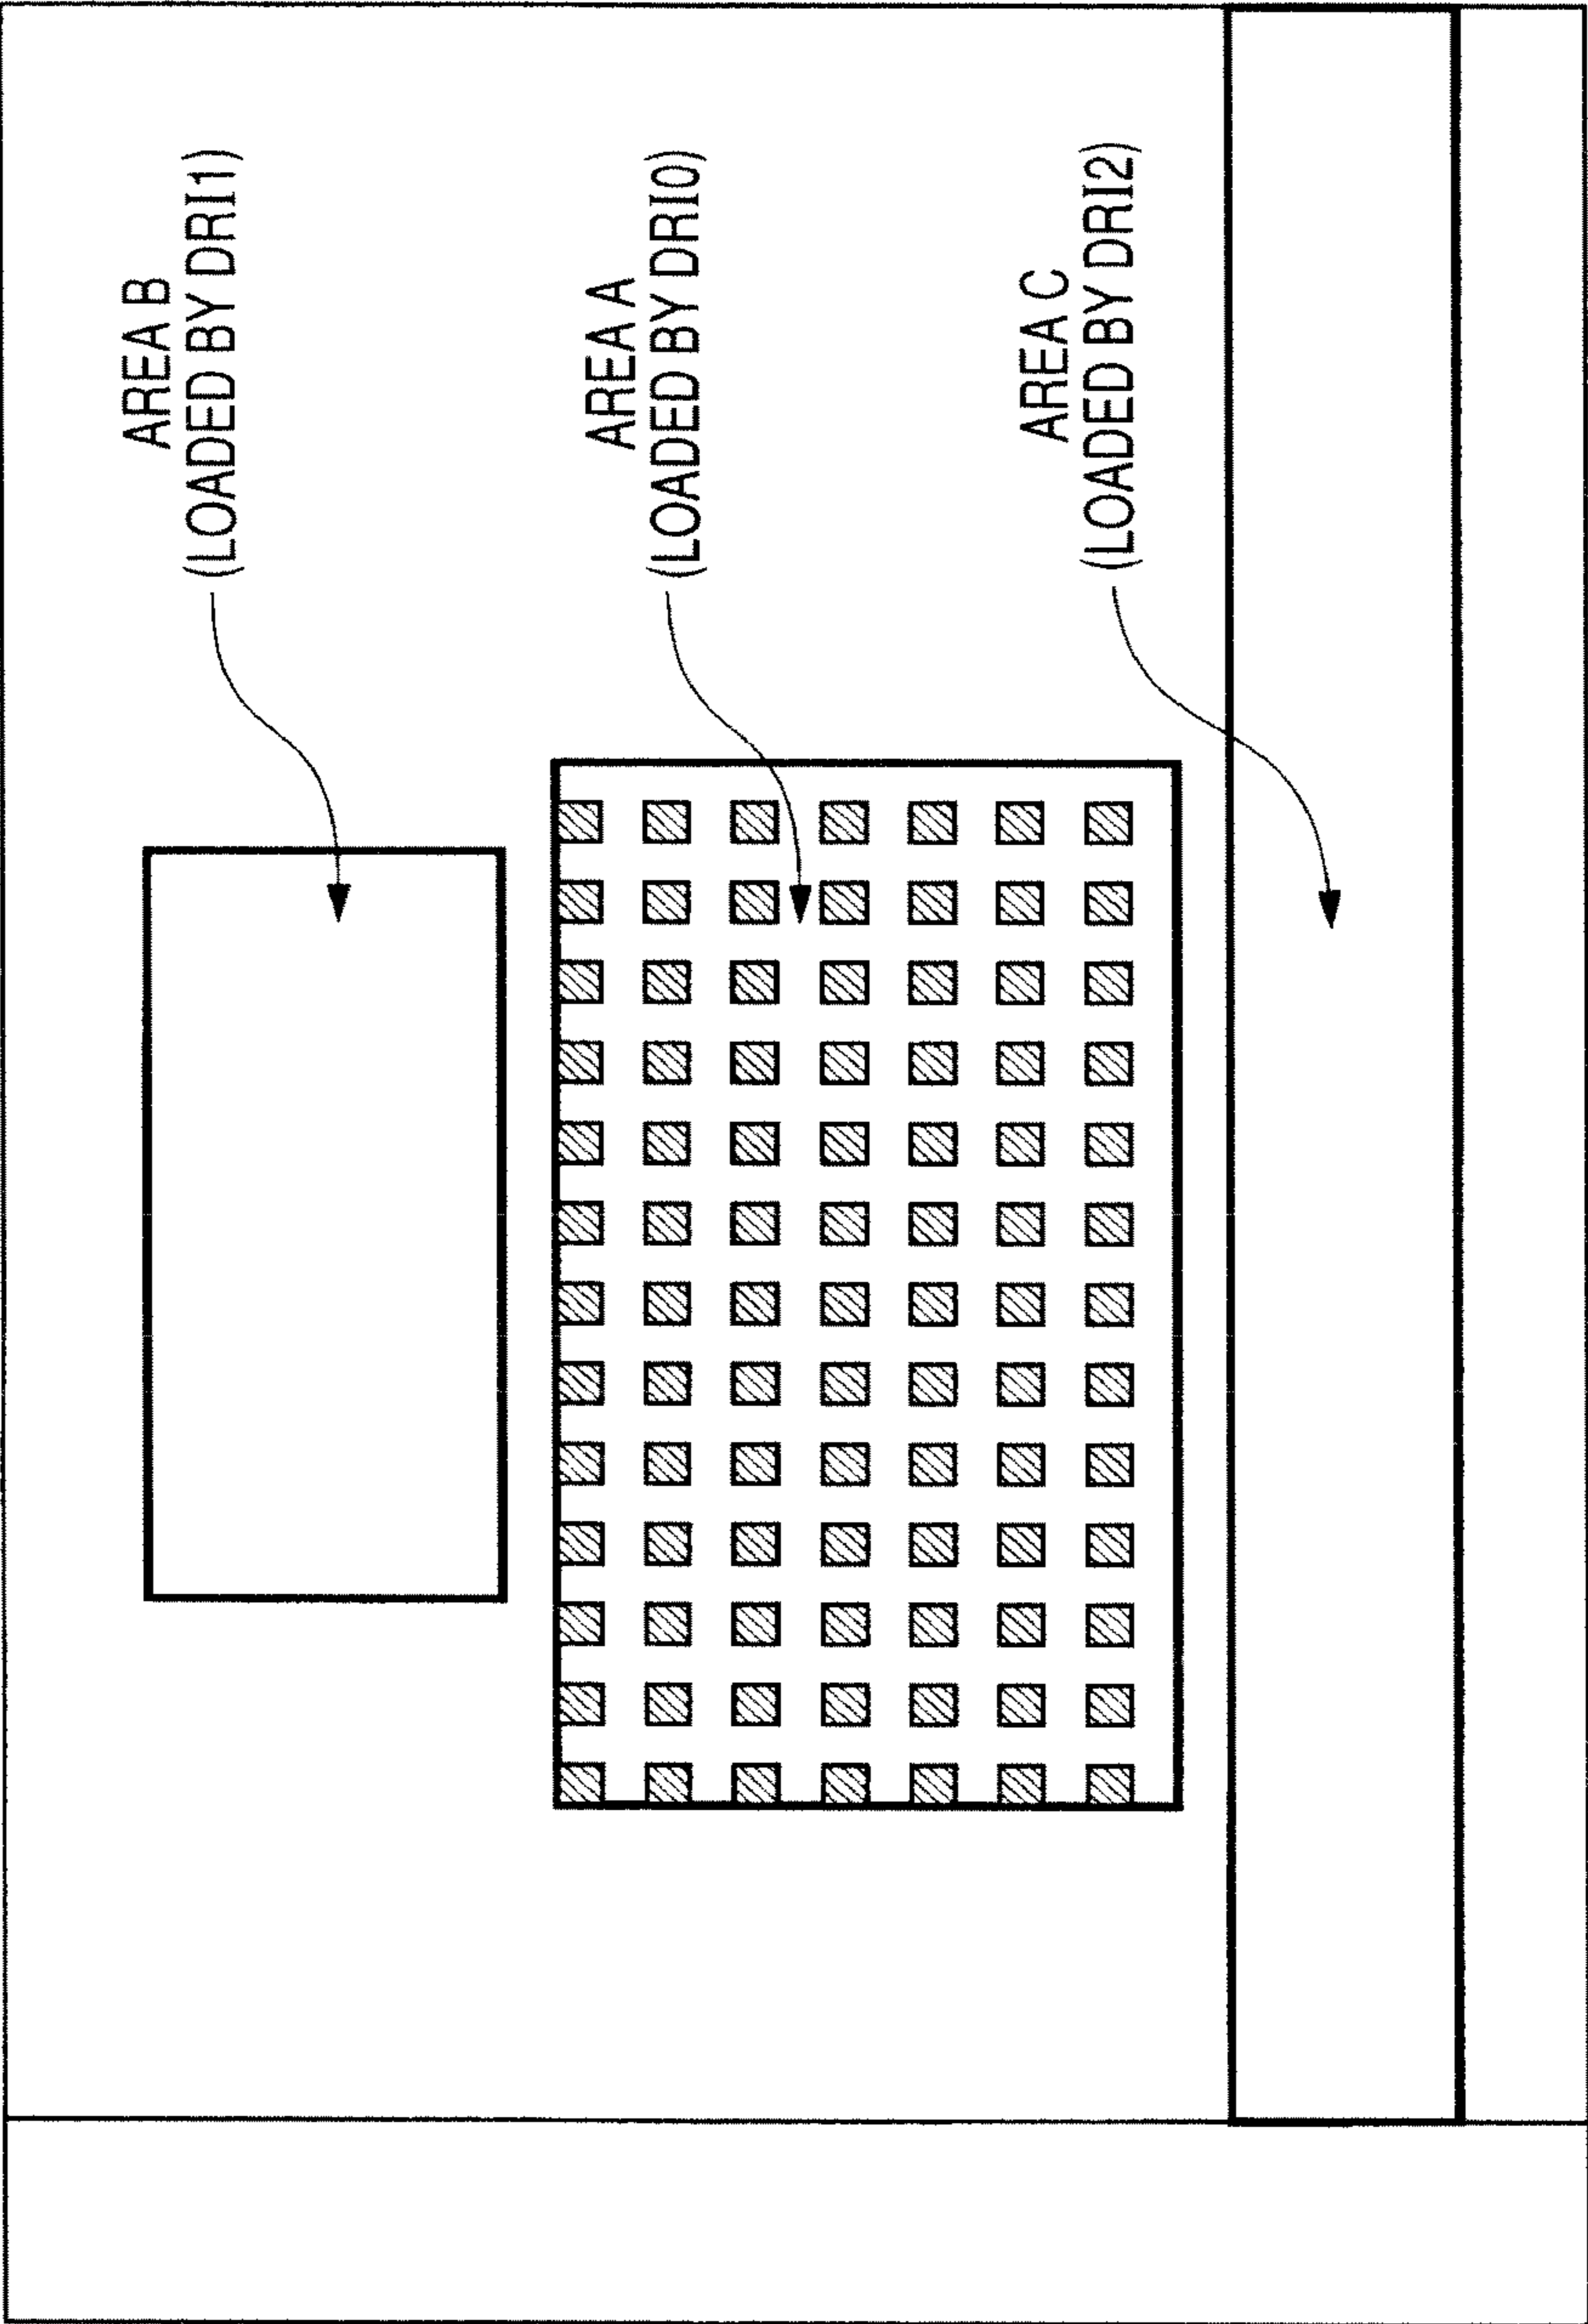 AREA B
(LOADED BY DRI1)
AREA A
(LOADED BY DRI0)
AREA C
(LOADED BY DRI2)